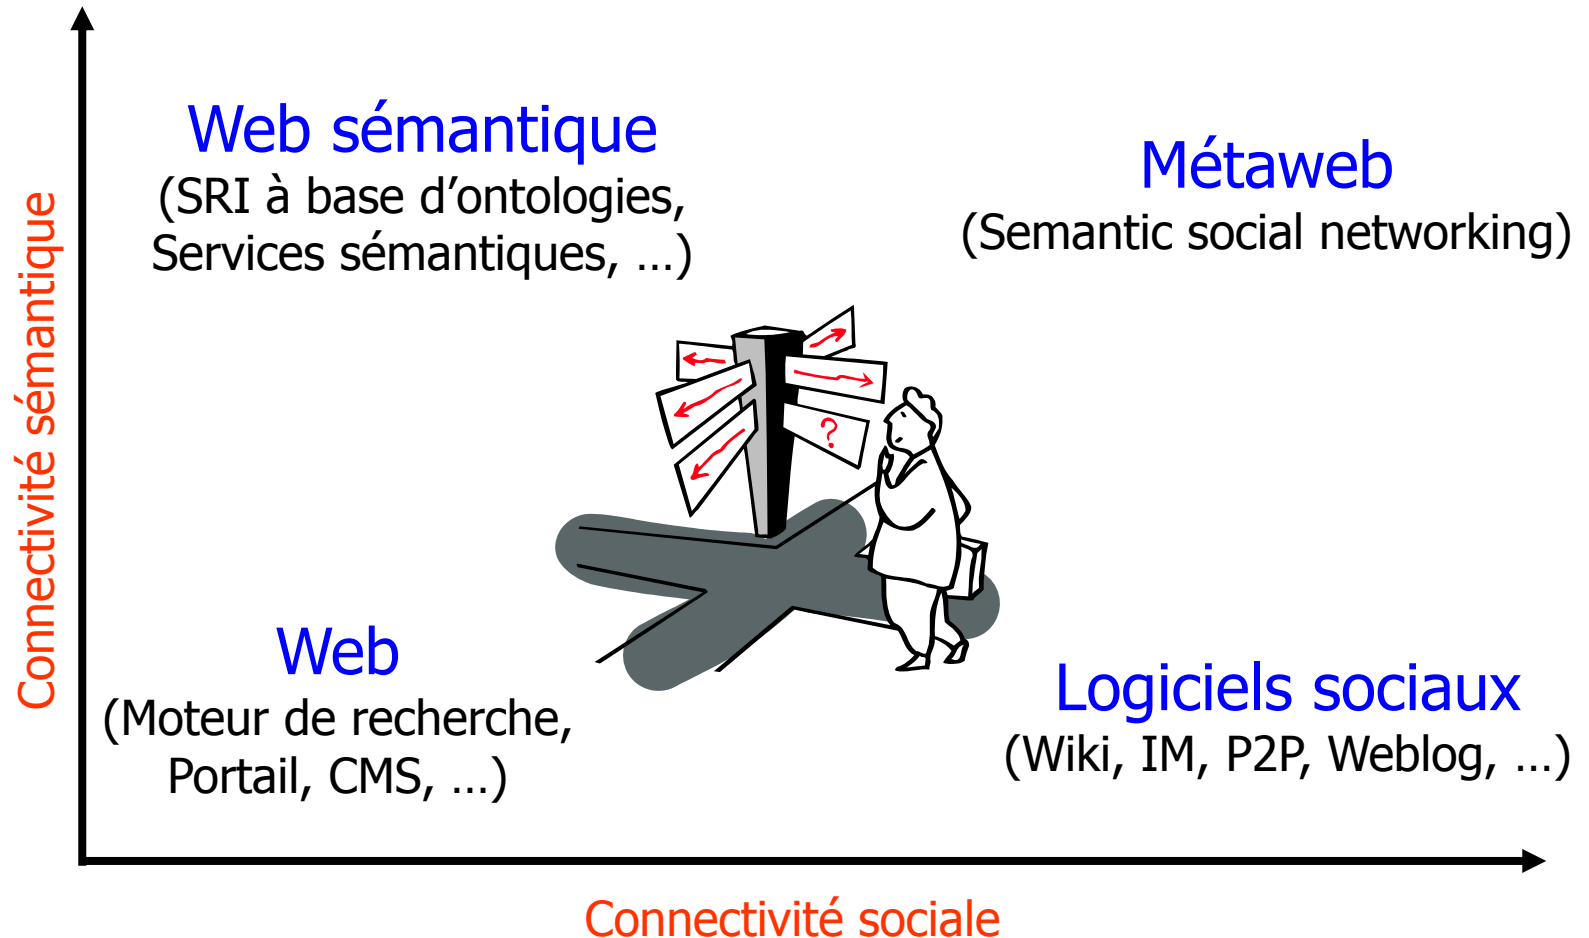 Web sémantique
(SRI à base d’ontologies,
Services sémantiques, …)
Métaweb
(Semantic social networking)
Connectivité sémantique
?
Web
(Moteur de recherche,
Portail, CMS, …)
Logiciels sociaux
(Wiki, IM, P2P, Weblog, …)
Connectivité sociale